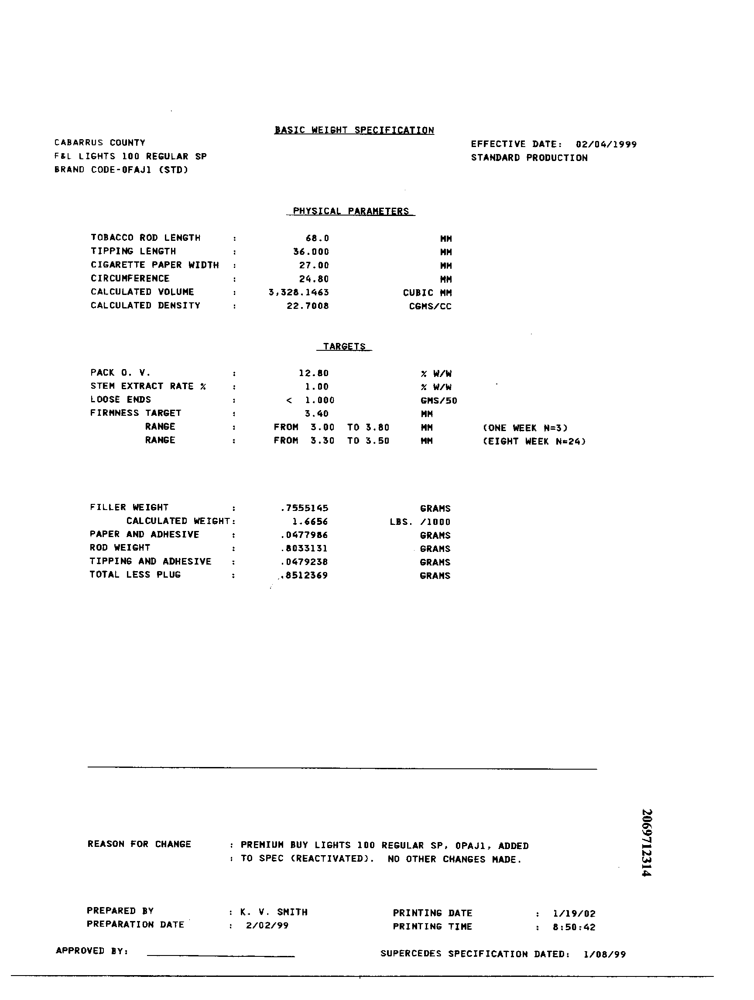 BASIC WEIGHT SPECIFICATION
CABARRUS COUNTY
EFFECTIVE DATE: 02/04/1999
F&L LIGHTS 100 REGULAR SP
STANDARD PRODUCTION
BRAND CODE-OFAJ1 (STD)
PHYSICAL PARAMETERS
TOBACCO ROD LENGTH : 68.0 MM
TIPPING LENGTH : 36.000 MM
CIGARETTE PAPER WIDTH : 27.00 MM
CIRCUMFERENCE : 24.80 MM
CALCULATED VOLUME : 3,328.1463 CUBIC MM
CALCULATED DENSITY : 22.7008 CGMS/CC
TARGETS
PACK O. V. : 12.80 % W/W
STEM EXTRACT RATE % : 1.00 % W/W
LOOSE ENDS : < 1.000 GMS/50
FIRMNESS TARGET : 3.40 MM
RANGE : FROM 3.00 TO 3.80 MM (ONE WEEK N=3)
RANGE : FROM 3.30 TO 3.50 MM (EIGHT WEEK N=24)
FILLER WEIGHT : .7555145 GRAMS
CALCULATED WEIGHT: 1.6656 LBS. /1000
PAPER AND ADHESIVE : .0477986 GRAMS
ROD WEIGHT : .8033131 GRAMS
TIPPING AND ADHESIVE : .0479238 GRAMS
TOTAL LESS PLUG : .8512369 GRAMS
2069712314
REASON FOR CHANGE : PREMIUM BUY LIGHTS 100 REGULAR SP, OPAJ1, ADDED
: TO SPEC (REACTIVATED). NO OTHER CHANGES MADE.
PREPARED BY : K. V. SMITH PRINTING DATE : 1/19/02
PREPARATION DATE : 2/02/99 PRINTING TIME : 8:50:42
APPROVED BY: SUPERCEDES SPECIFICATION DATED: 1/08/99